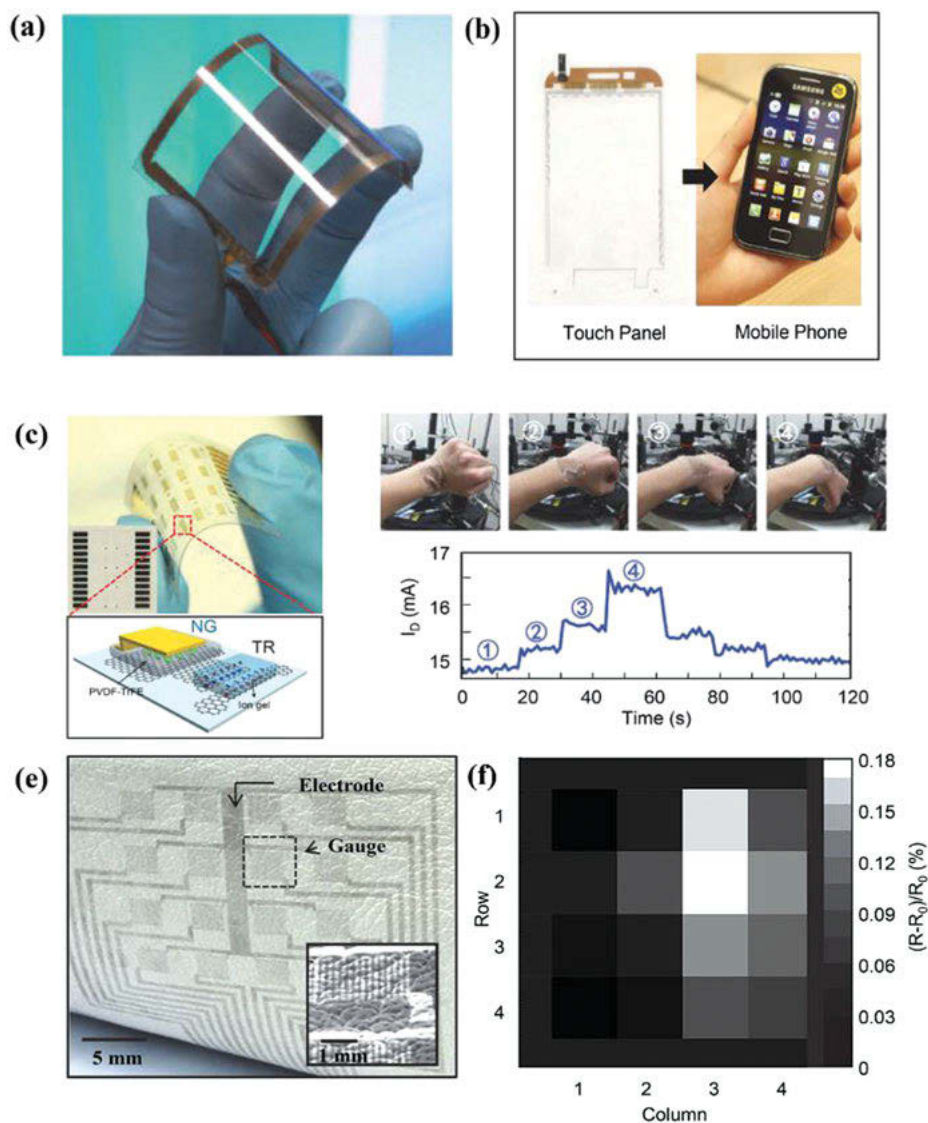 (a)
(b)
SAMSUNG
Touch Panel
Mobile Phone
(c)
① ② ③ ④
NG
TR
PVDF-TrFE
Ion gel
I_D (mA)
17
16
15
① ② ③ ④
0 20 40 60 80 100 120
Time (s)
(e)
Electrode
Gauge
5 mm
1 mm
(f)
Row
1
2
3
4
1 2 3 4
Column
0.18
0.15
0.12
0.09
0.06
0.03
0
(R-R₀)/R₀ (%)